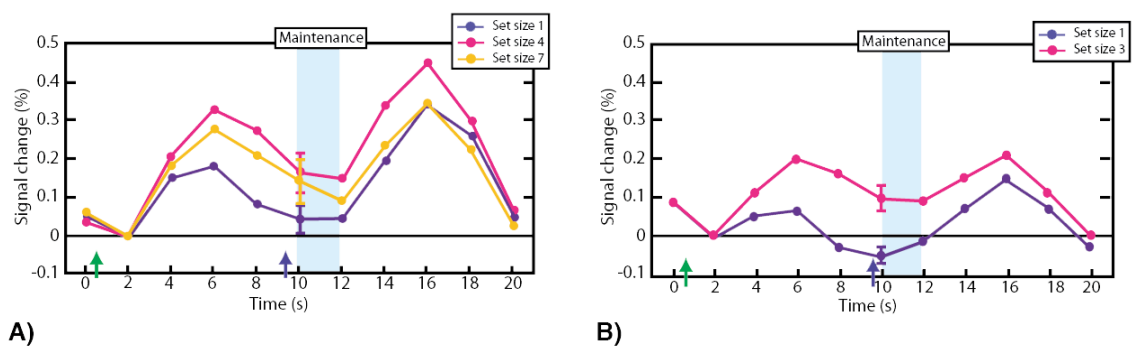 Maintenance
Set size 1
Set size 4
Set size 7
0.5
0.4
0.3
0.2
0.1
0
-0.1
Signal change (%)
0 2 4 6 8 10 12 14 16 18 20
Time (s)
A)
Maintenance
Set size 1
Set size 3
0.5
0.4
0.3
0.2
0.1
0
-0.1
Signal change (%)
0 2 4 6 8 10 12 14 16 18 20
Time (s)
B)